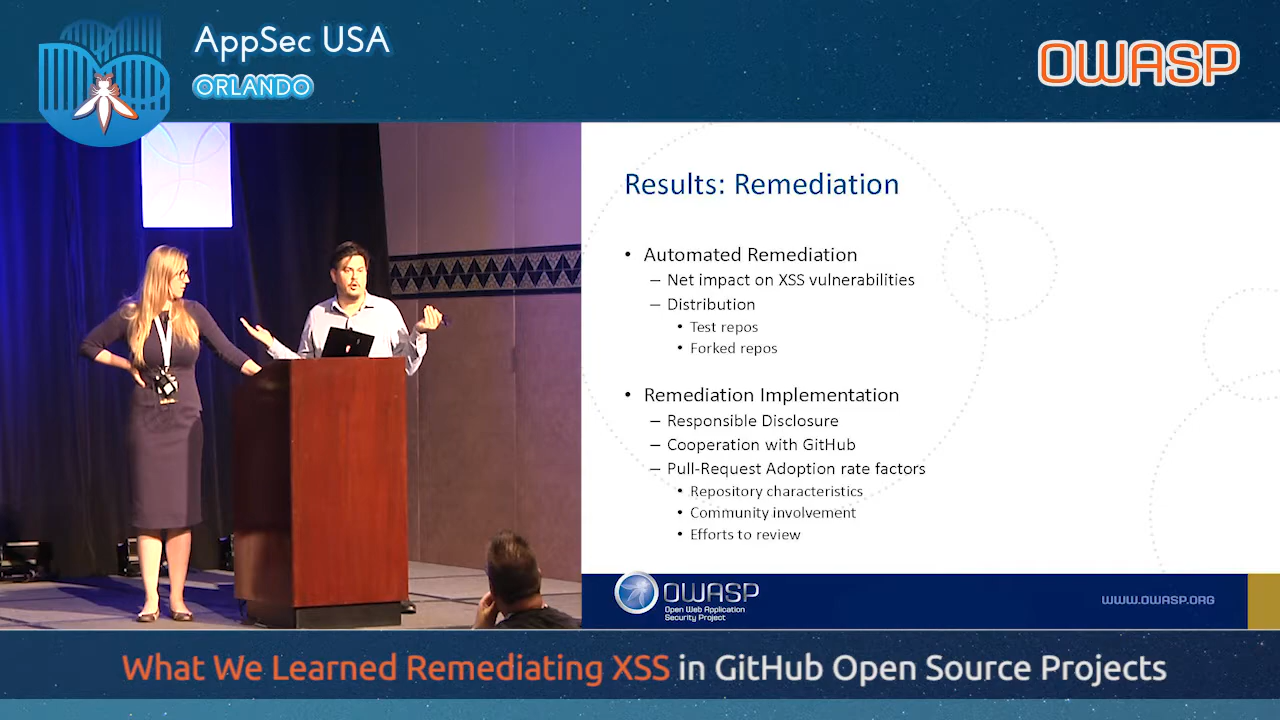 AppSec USA
ORLANDO
OWASP
Results: Remediation
• Automated Remediation
– Net impact on XSS vulnerabilities
– Distribution
• Test repos
• Forked repos
• Remediation Implementation
– Responsible Disclosure
– Cooperation with GitHub
– Pull-Request Adoption rate factors
• Repository characteristics
• Community involvement
• Efforts to review
OWASP
Open Web Application
Security Project
WWW.OWASP.ORG
What We Learned Remediating XSS in GitHub Open Source Projects